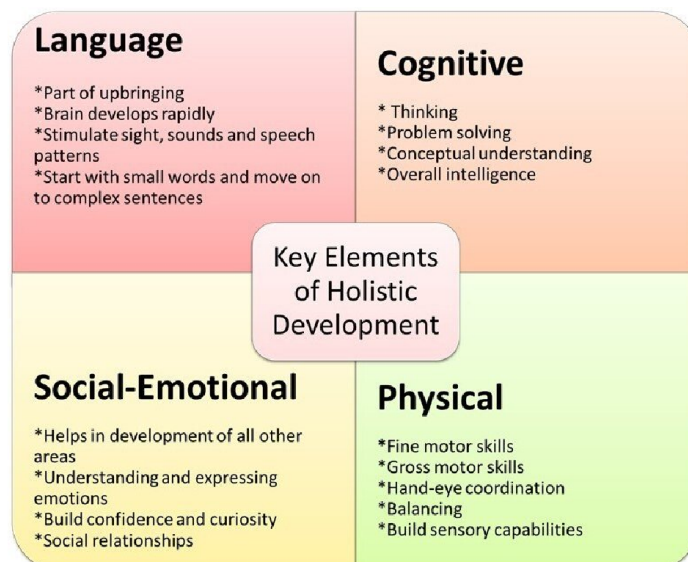 Language
*Part of upbringing
*Brain develops rapidly
*Stimulate sight, sounds and speech
patterns
*Start with small words and move on
to complex sentences
Cognitive
* Thinking
*Problem solving
*Conceptual understanding
*Overall intelligence
Key Elements
of Holistic
Development
Social-Emotional
*Helps in development of all other
areas
*Understanding and expressing
emotions
*Build confidence and curiosity
*Social relationships
Physical
*Fine motor skills
*Gross motor skills
*Hand-eye coordination
*Balancing
*Build sensory capabilities